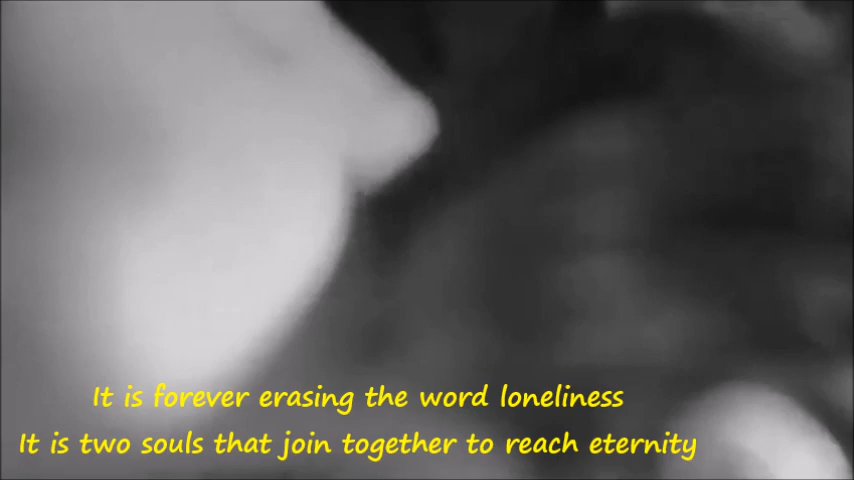 It is forever erasing the word loneliness
It is two souls that join together to reach eternity